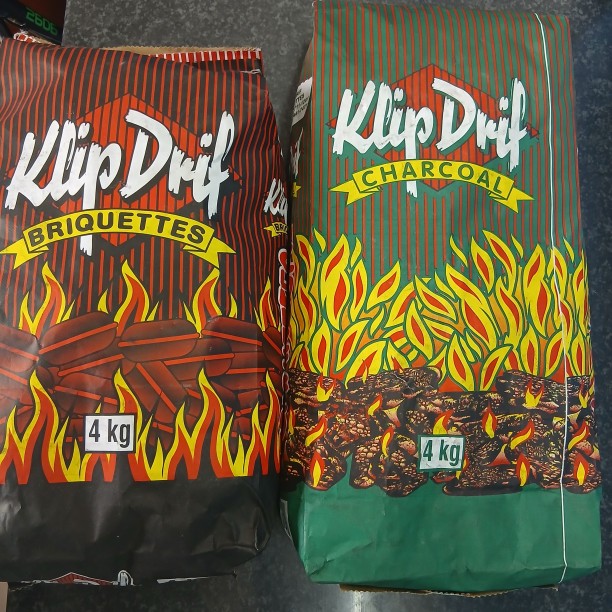 Klip Drif
BRIQUETTES
4 kg
Klip Drif
CHARCOAL
4 kg